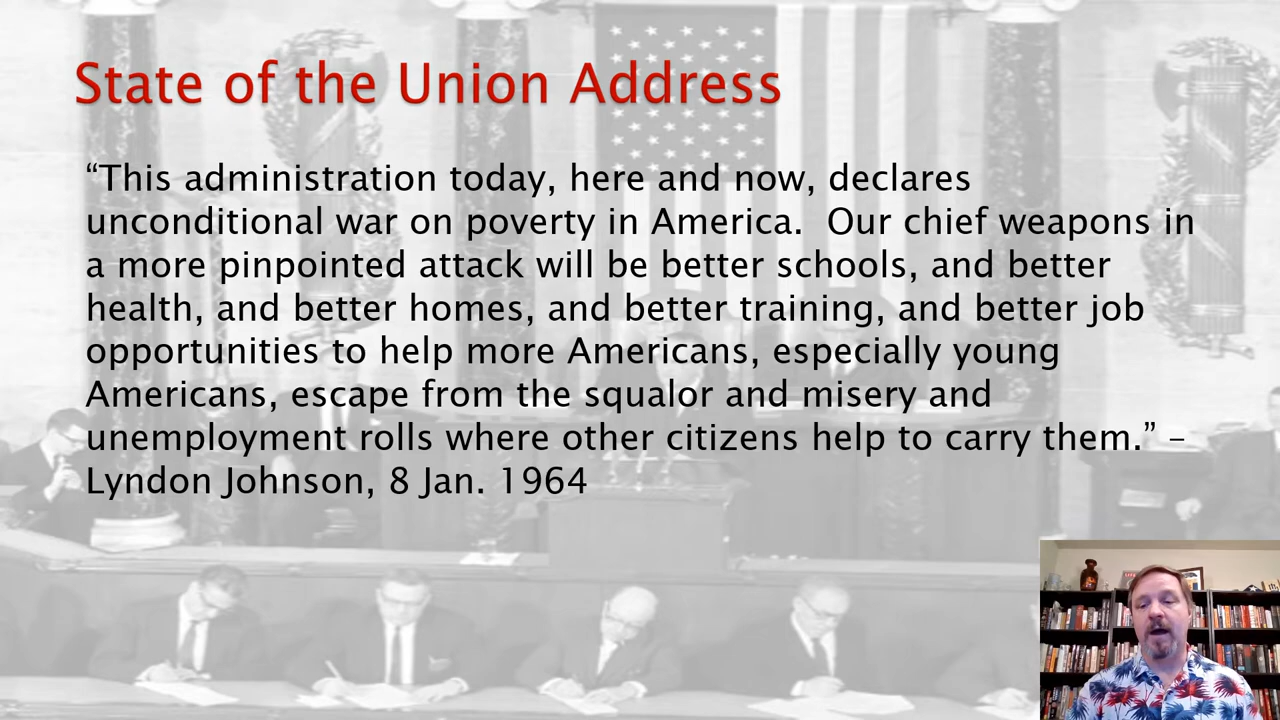 State of the Union Address
“This administration today, here and now, declares
unconditional war on poverty in America.  Our chief weapons in
a more pinpointed attack will be better schools, and better
health, and better homes, and better training, and better job
opportunities to help more Americans, especially young
Americans, escape from the squalor and misery and
unemployment rolls where other citizens help to carry them.” –
Lyndon Johnson, 8 Jan. 1964